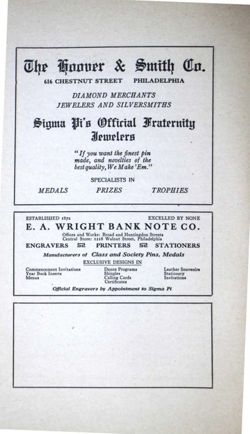 The Hoover & Smith Co.
616 CHESTNUT STREET PHILADELPHIA
DIAMOND MERCHANTS
JEWELERS AND SILVERSMITHS
Sigma Pi's Official Fraternity
Jewelers
"If you want the finest pin
made, and novelties of the
best quality, We Make 'Em."
SPECIALISTS IN
MEDALS PRIZES TROPHIES
ESTABLISHED 1872 EXCELLED BY NONE
E. A. WRIGHT BANK NOTE CO.
Offices and Works: Broad and Huntingdon Streets
Central Store: 1218 Walnut Street, Philadelphia
ENGRAVERS PRINTERS STATIONERS
Manufacturers of Class and Society Pins, Medals
EXCLUSIVE DESIGNS IN
Commencement Invitations Dance Programs Leather Souvenirs
Year Book Inserts Shingles Stationery
Menus Calling Cards Invitations
Certificates
Official Engravers by Appointment to Sigma Pi